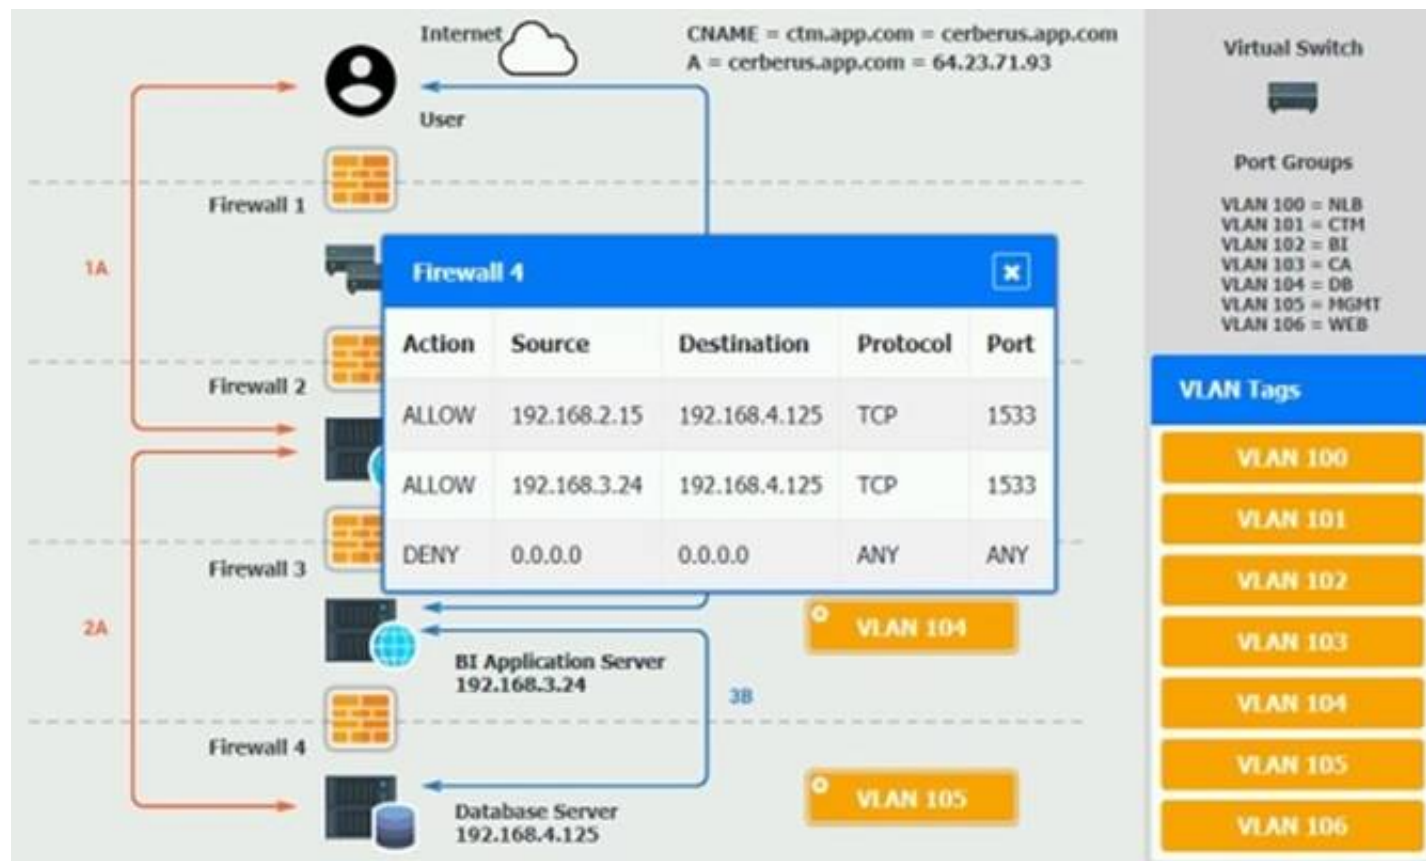 Internet
CNAME = ctm.app.com = cerberus.app.com
A = cerberus.app.com = 64.23.71.93
User
Firewall 1
1A
Firewall 2
Firewall 4
Action Source Destination Protocol Port
ALLOW 192.168.2.15 192.168.4.125 TCP 1533
ALLOW 192.168.3.24 192.168.4.125 TCP 1533
DENY 0.0.0.0 0.0.0.0 ANY ANY
Firewall 3
2A
BI Application Server
192.168.3.24
VLAN 104
3B
Firewall 4
Database Server
192.168.4.125
VLAN 105
Virtual Switch
Port Groups
VLAN 100 = NLB
VLAN 101 = CTM
VLAN 102 = BI
VLAN 103 = CA
VLAN 104 = DB
VLAN 105 = MGMT
VLAN 106 = WEB
VLAN Tags
VLAN 100
VLAN 101
VLAN 102
VLAN 103
VLAN 104
VLAN 105
VLAN 106